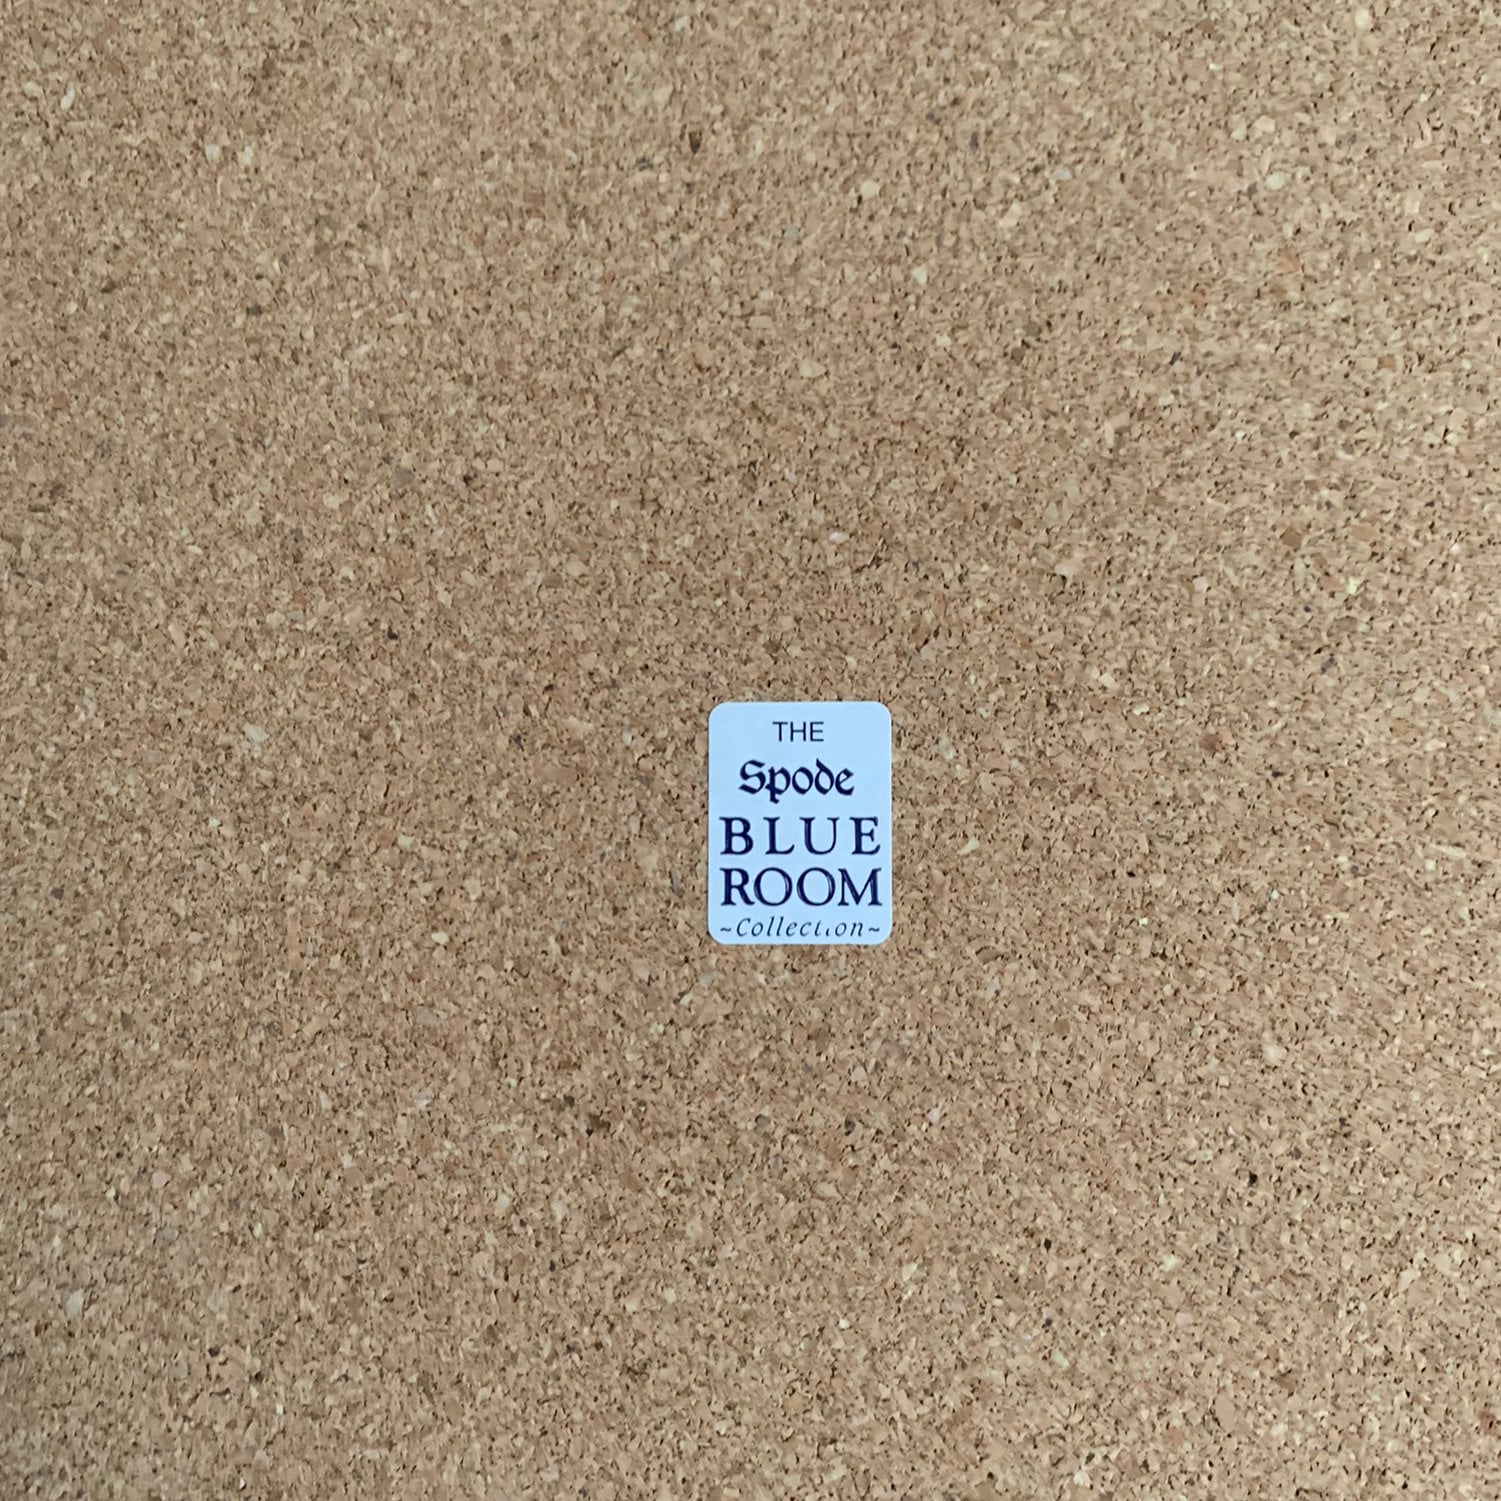 THE
Spode
BLUE
ROOM
~Collection~